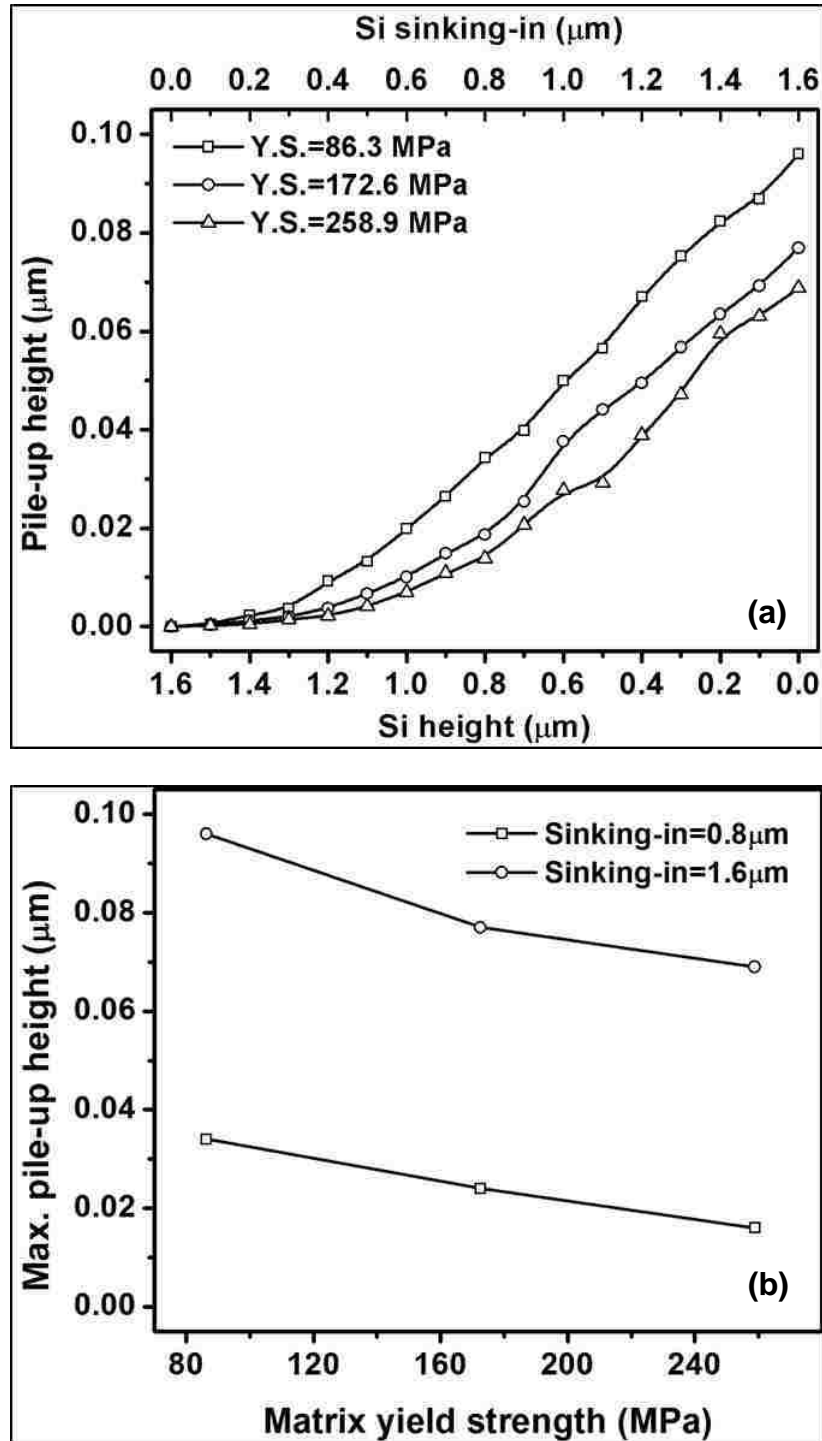 Si sinking-in (μm)
0.0 0.2 0.4 0.6 0.8 1.0 1.2 1.4 1.6
0.10
0.08
0.06
0.04
0.02
0.00
Pile-up height (μm)
Y.S.=86.3 MPa
Y.S.=172.6 MPa
Y.S.=258.9 MPa
(a)
1.6 1.4 1.2 1.0 0.8 0.6 0.4 0.2 0.0
Si height (μm)
0.10
0.08
0.06
0.04
0.02
0.00
Max. pile-up height (μm)
Sinking-in=0.8μm
Sinking-in=1.6μm
(b)
80 120 160 200 240
Matrix yield strength (MPa)